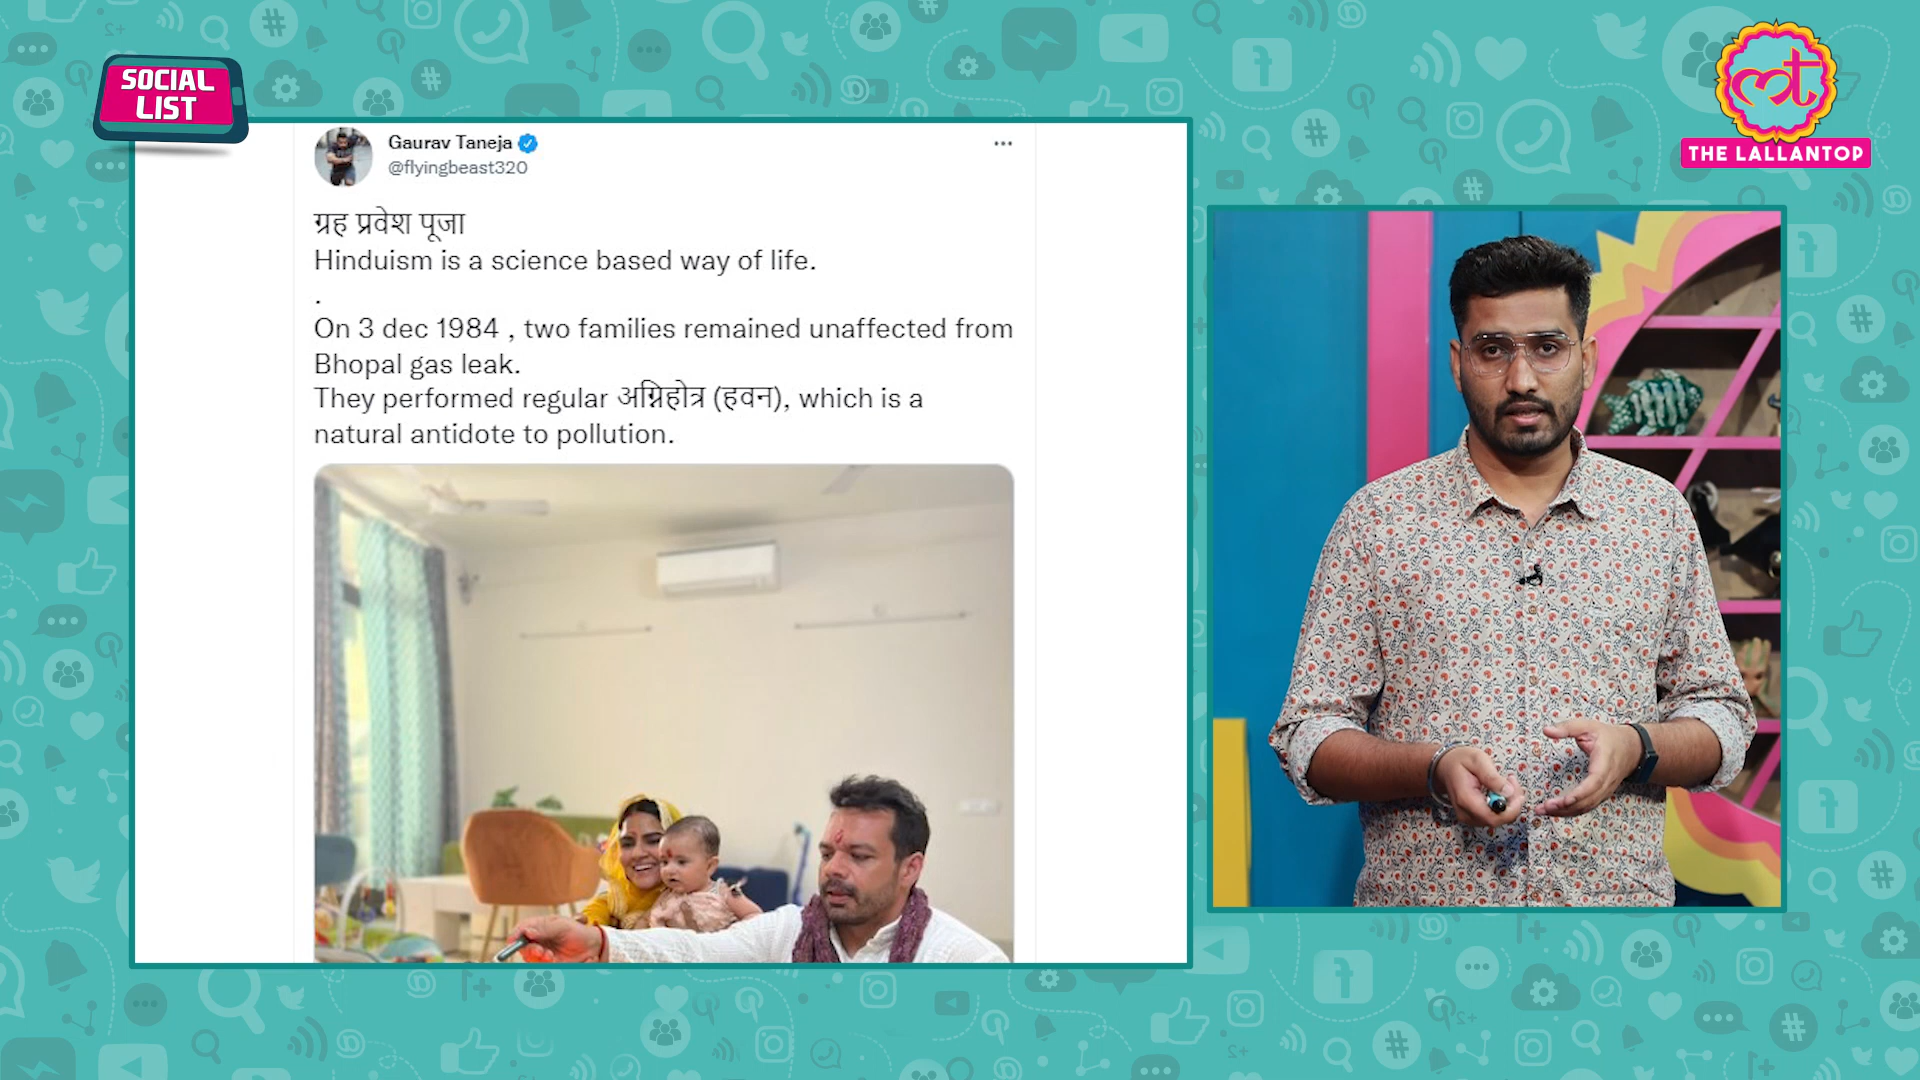 SOCIAL
LIST
Gaurav Taneja
@flyingbeast320
ग्रह प्रवेश पूजा
Hinduism is a science based way of life.
.
On 3 dec 1984 , two families remained unaffected from
Bhopal gas leak.
They performed regular अग्निहोत्र (हवन), which is a
natural antidote to pollution.
लT
THE LALLANTOP